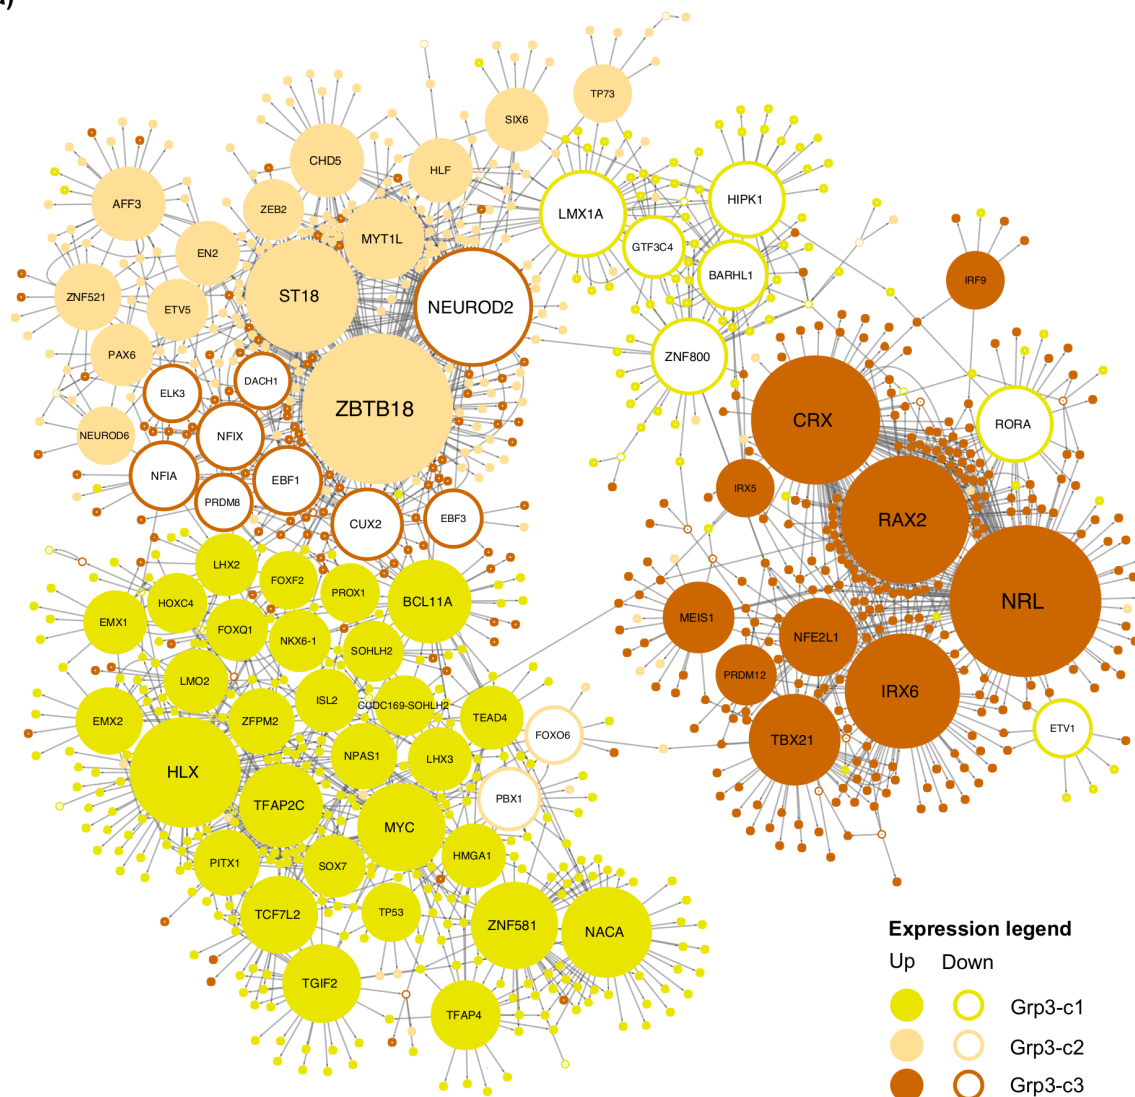 TP73
SIX6
CHD5
HLF
AFF3
ZEB2
MYT1L
EN2
LMX1A
HIPK1
GTF3C4
BARHL1
IRF9
ZNF521
ETV5
ST18
NEUROD2
PAX6
ZNF800
ELK3
DACH1
ZBTB18
CRX
RORA
NEUROD6
NFIX
NFIA
EBF1
PRDM8
CUX2
EBF3
IRX5
RAX2
LHX2
FOXF2
PROX1
BCL11A
HOXC4
EMX1
FOXQ1
NKX6-1
SOHLH2
MEIS1
NFE2L1
NRL
LMO2
ISL2
CCDC169-SOHLH2
PRDM12
IRX6
EMX2
ZFPM2
TEAD4
FOXO6
TBX21
ETV1
HLX
NPAS1
LHX3
TFAP2C
PBX1
MYC
PITX1
SOX7
HMGA1
TCF7L2
TP53
ZNF581
NACA
TGIF2
TFAP4
Expression legend
Up Down
Grp3-c1
Grp3-c2
Grp3-c3